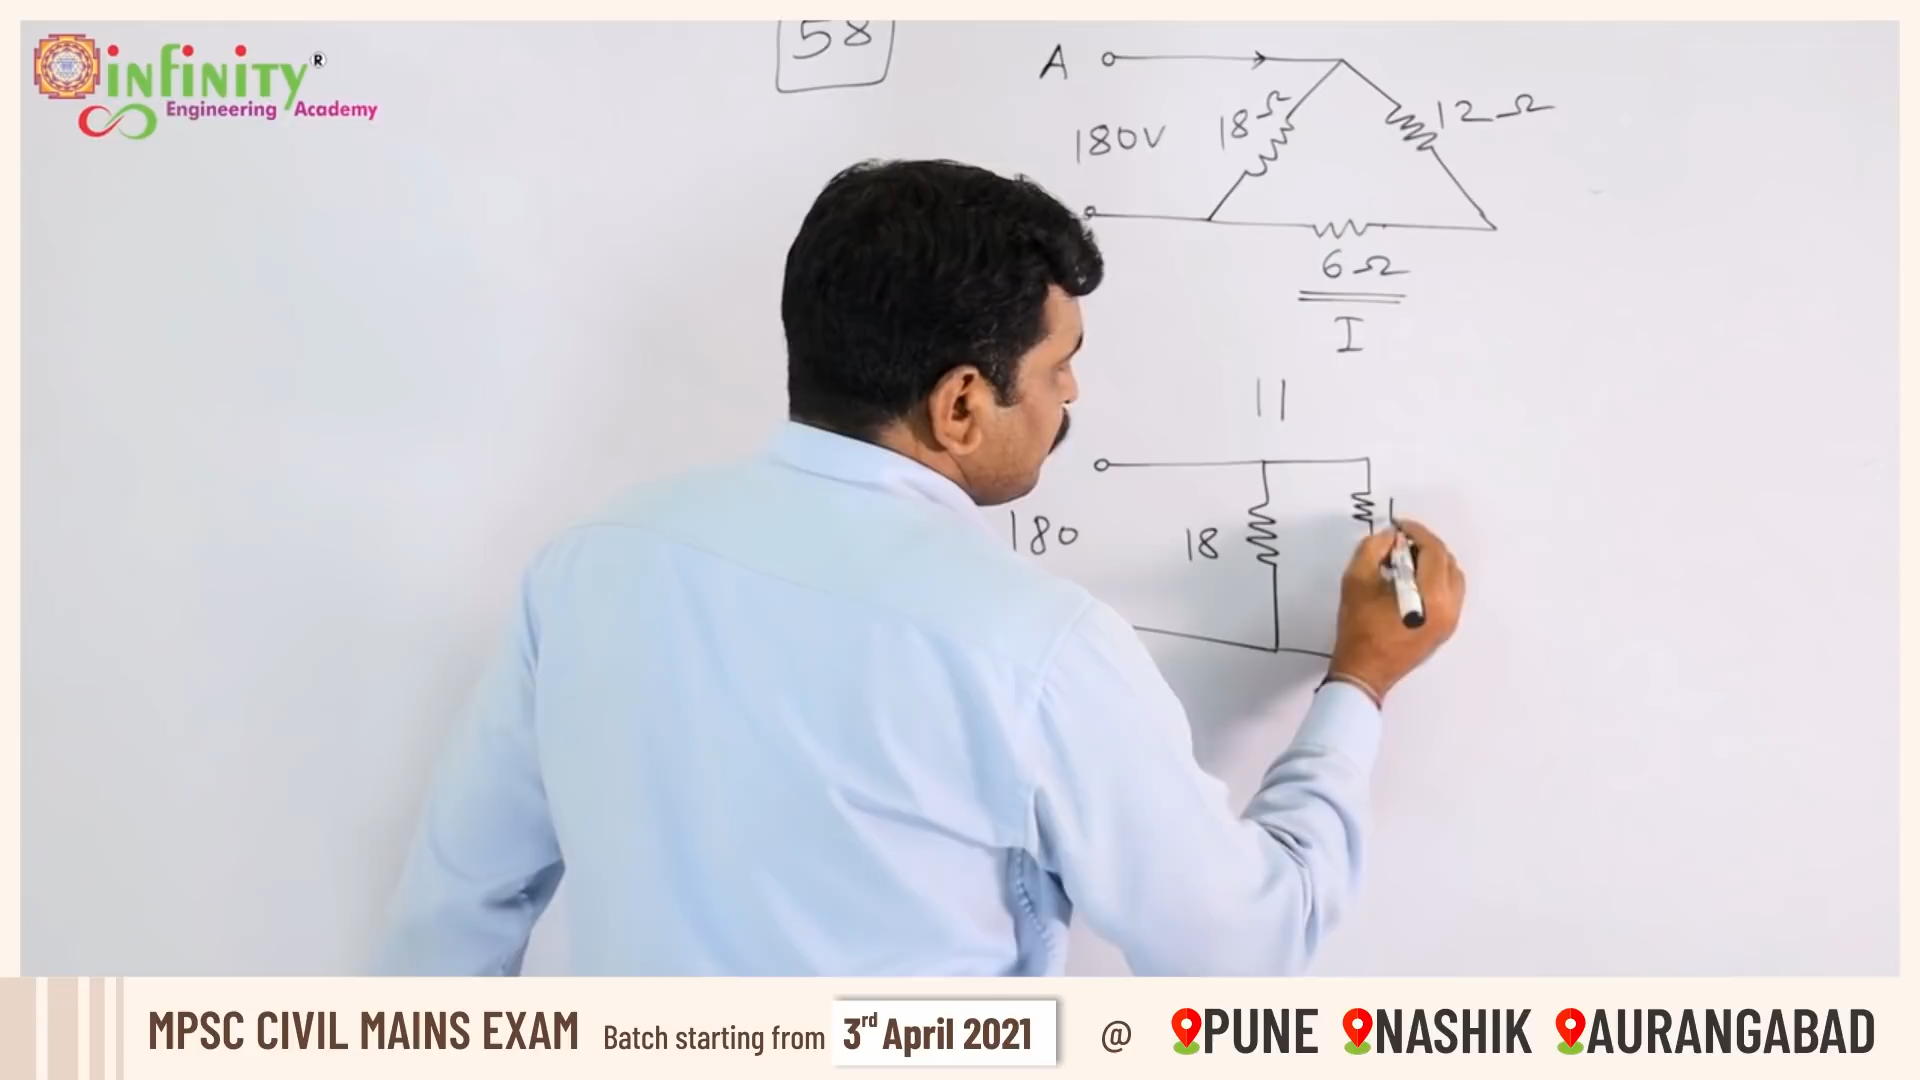 infinity®
Engineering Academy
58
A
180V
18Ω
12Ω
6Ω
I
180
18
MPSC CIVIL MAINS EXAM Batch starting from 3rd April 2021 @ PUNE NASHIK AURANGABAD